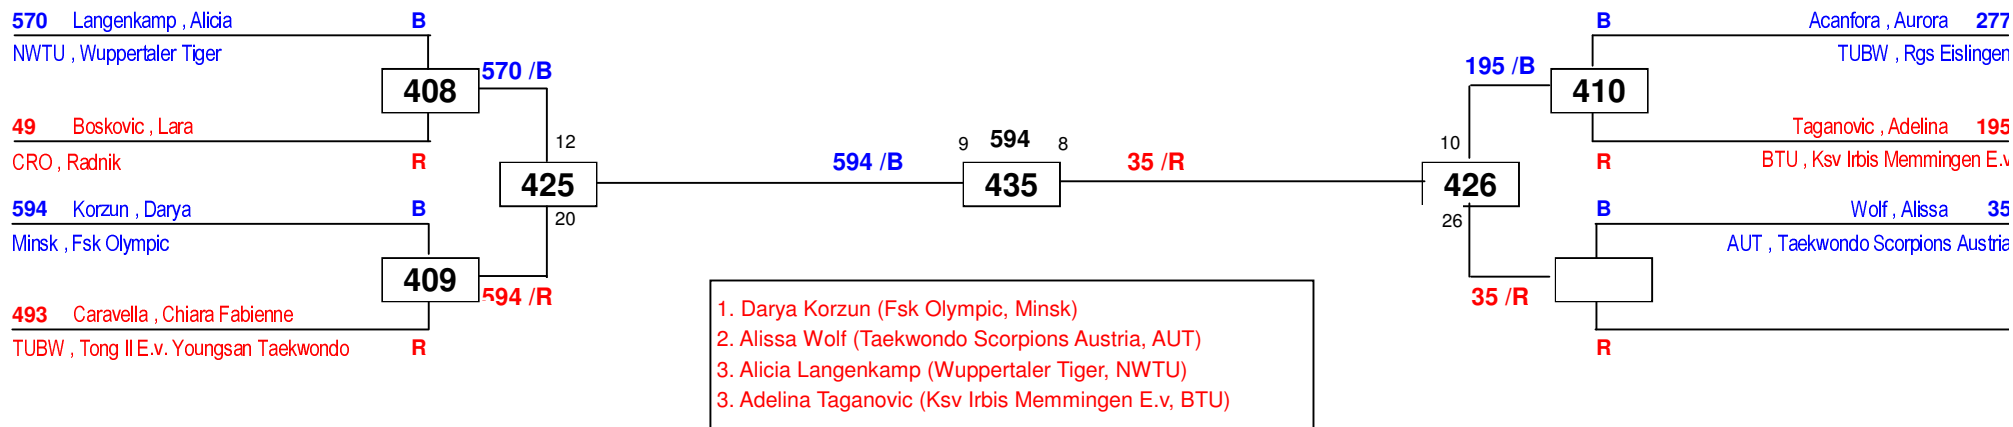 570 Langenkamp , Alicia B
NWTU , Wuppertaler Tiger
408
570 /B
49 Boskovic , Lara
CRO , Radnik R
12
425
20
594 Korzun , Darya B
Minsk , Fsk Olympic
409
594 /R
493 Caravella , Chiara Fabienne
TUBW , Tong Il E.v. Youngsan Taekwondo R
594 /B
9 594 8
435
35 /R
B Acanfora , Aurora 277
TUBW , Rgs Eislingen
195 /B
410
Taganovic , Adelina 195
R BTU , Ksv Irbis Memmingen E.v
10
426
26
B Wolf , Alissa 35
AUT , Taekwondo Scorpions Austria
35 /R
R
1. Darya Korzun (Fsk Olympic, Minsk)
2. Alissa Wolf (Taekwondo Scorpions Austria, AUT)
3. Alicia Langenkamp (Wuppertaler Tiger, NWTU)
3. Adelina Taganovic (Ksv Irbis Memmingen E.v, BTU)